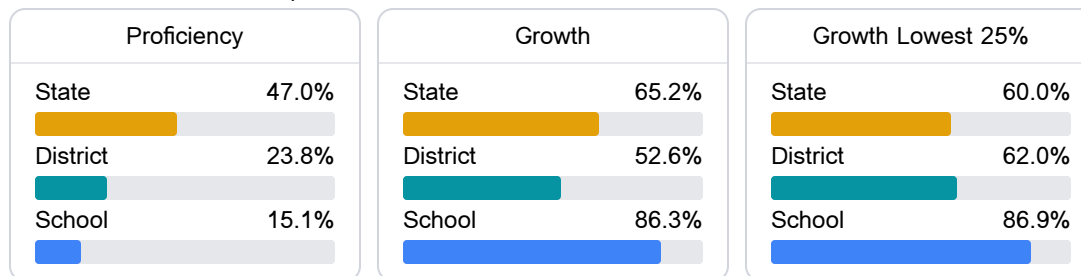 Proficiency
State 47.0%
District 23.8%
School 15.1%
Growth
State 65.2%
District 52.6%
School 86.3%
Growth Lowest 25%
State 60.0%
District 62.0%
School 86.9%